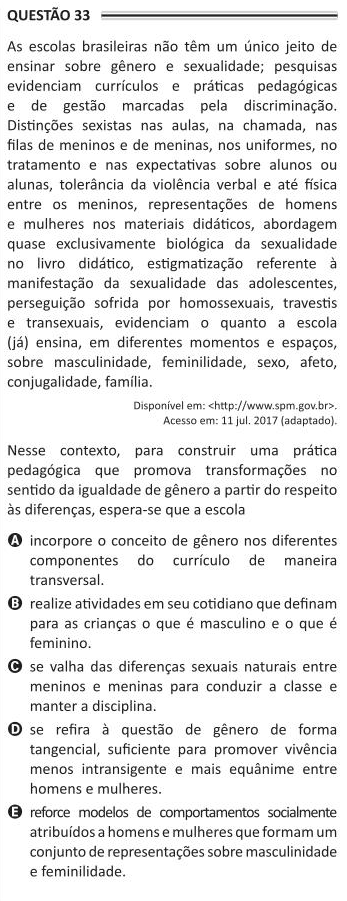 QUESTÃO 33
As escolas brasileiras não têm um único jeito de
ensinar sobre gênero e sexualidade; pesquisas
evidenciam currículos e práticas pedagógicas
e de gestão marcadas pela discriminação.
Distinções sexistas nas aulas, na chamada, nas
filas de meninos e de meninas, nos uniformes, no
tratamento e nas expectativas sobre alunos ou
alunas, tolerância da violência verbal e até física
entre os meninos, representações de homens
e mulheres nos materiais didáticos, abordagem
quase exclusivamente biológica da sexualidade
no livro didático, estigmatização referente à
manifestação da sexualidade das adolescentes,
perseguição sofrida por homossexuais, travestis
e transexuais, evidenciam o quanto a escola
(já) ensina, em diferentes momentos e espaços,
sobre masculinidade, feminilidade, sexo, afeto,
conjugalidade, família.
Disponível em: <http://www.spm.gov.br>.
Acesso em: 11 jul. 2017 (adaptado).
Nesse contexto, para construir uma prática
pedagógica que promova transformações no
sentido da igualdade de gênero a partir do respeito
às diferenças, espera-se que a escola
A incorpore o conceito de gênero nos diferentes
componentes do currículo de maneira
transversal.
B realize atividades em seu cotidiano que definam
para as crianças o que é masculino e o que é
feminino.
C se valha das diferenças sexuais naturais entre
meninos e meninas para conduzir a classe e
manter a disciplina.
D se refira à questão de gênero de forma
tangencial, suficiente para promover vivência
menos intransigente e mais equânime entre
homens e mulheres.
E reforce modelos de comportamentos socialmente
atribuídos a homens e mulheres que formam um
conjunto de representações sobre masculinidade
e feminilidade.